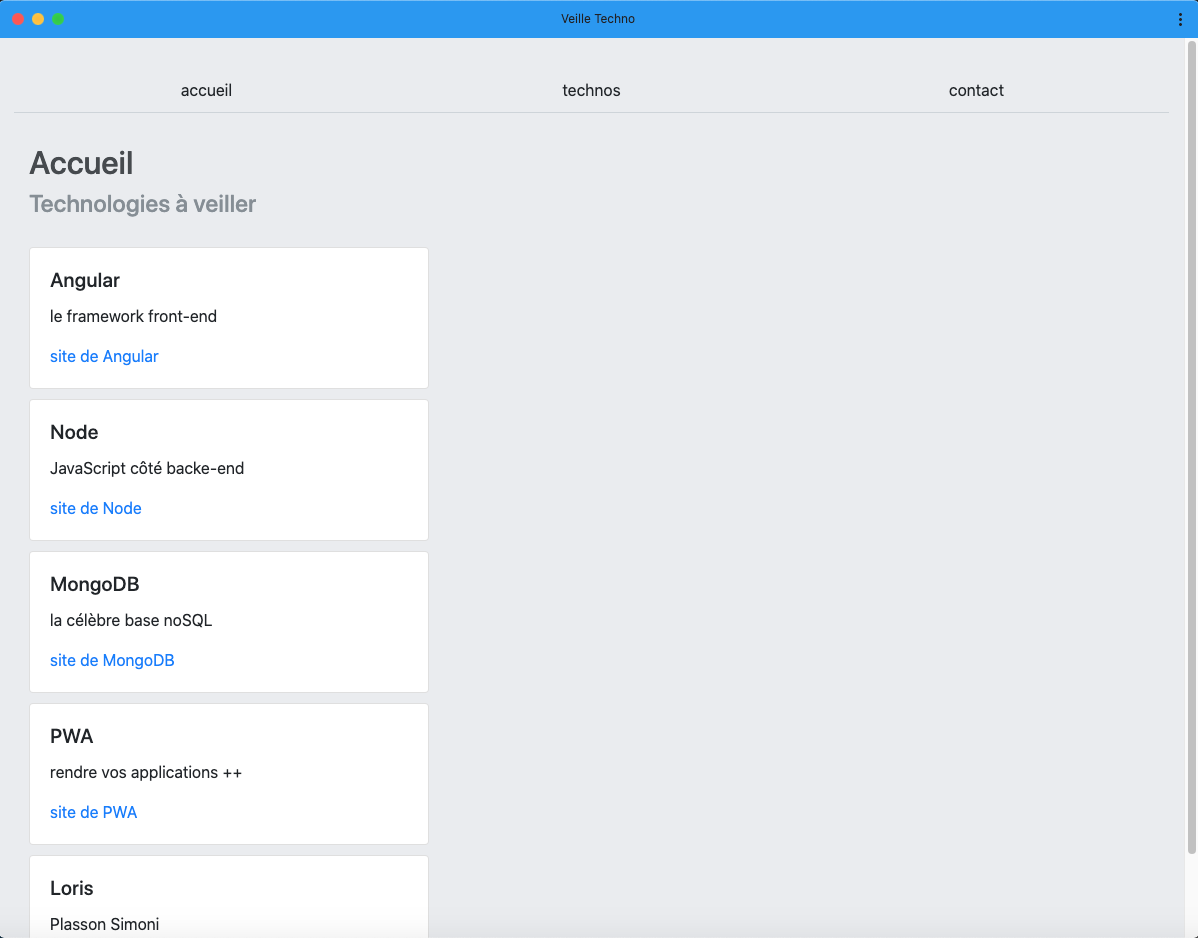 Veille Techno
accueil technos contact
Accueil
Technologies à veiller
Angular
le framework front-end
site de Angular
Node
JavaScript côté backe-end
site de Node
MongoDB
la célèbre base noSQL
site de MongoDB
PWA
rendre vos applications ++
site de PWA
Loris
Plasson Simoni